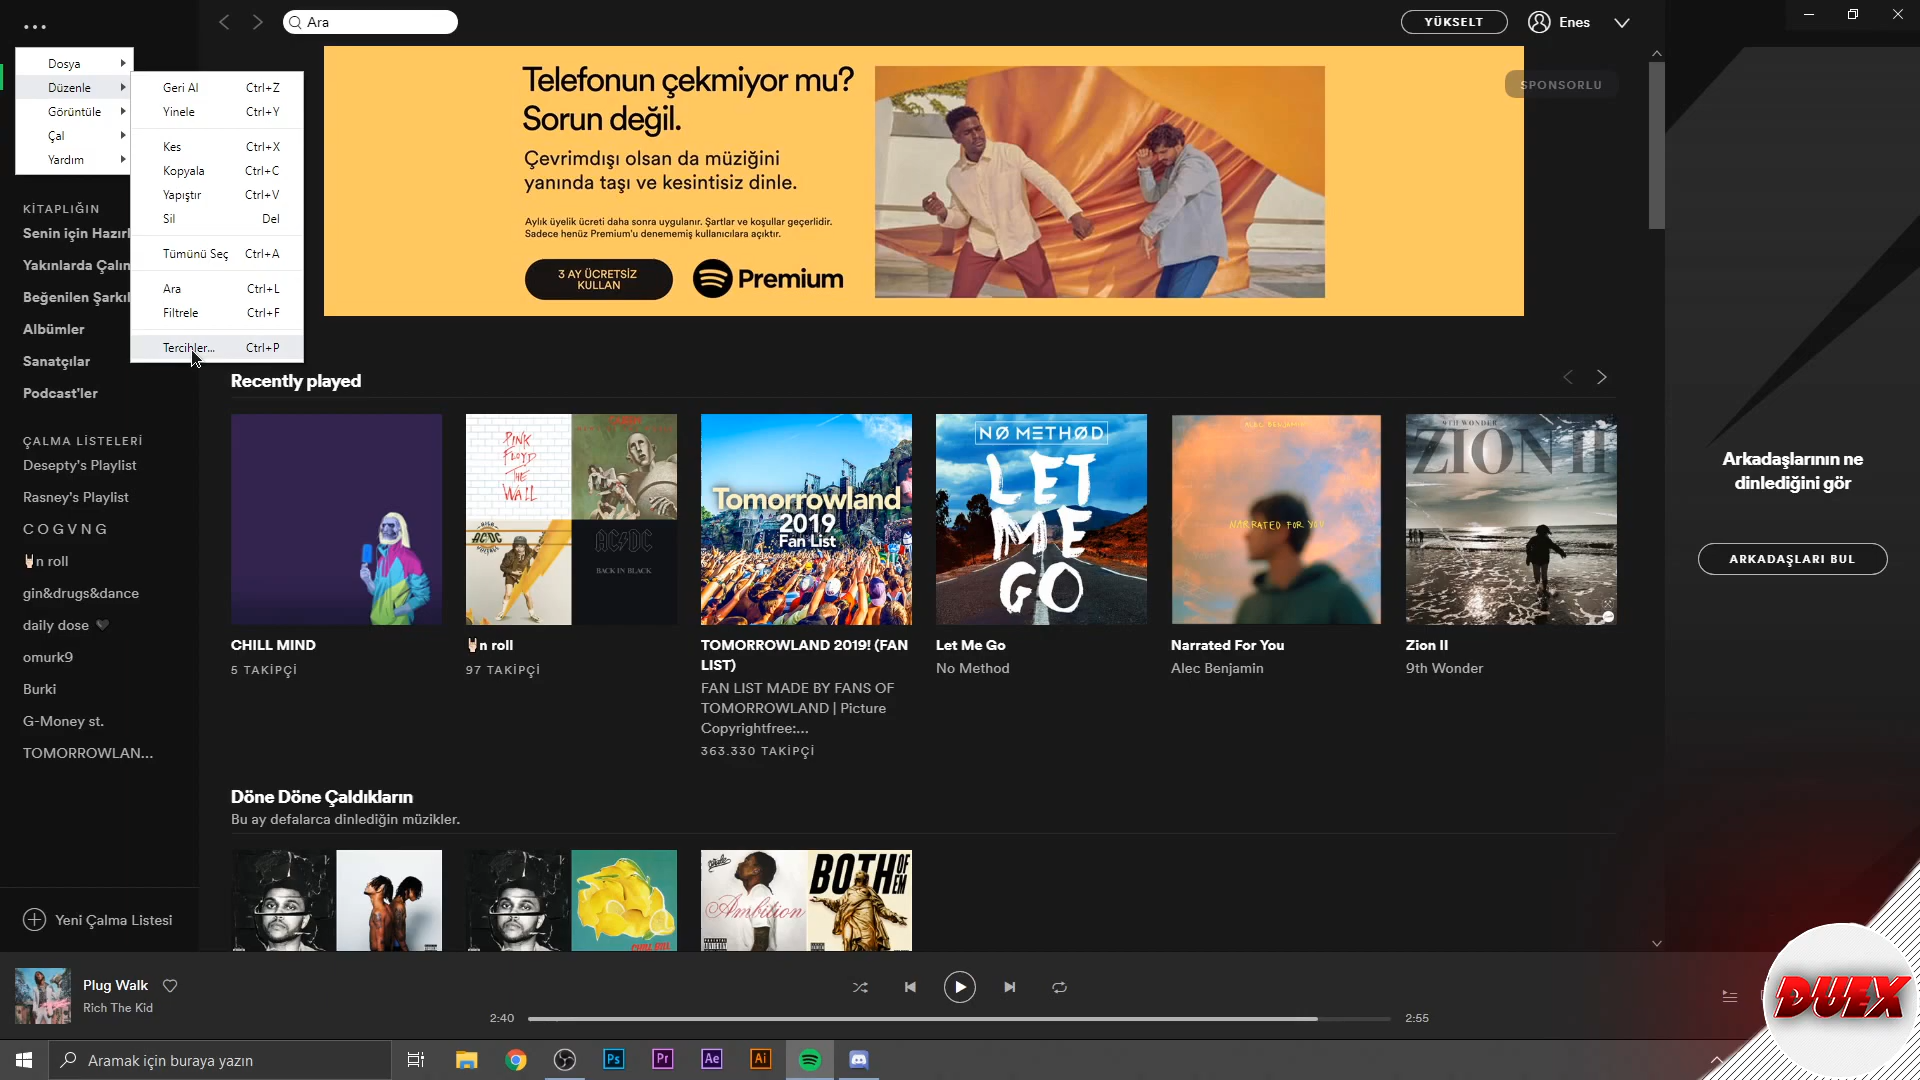 Ara
YÜKSELT
Enes
Dosya
Düzenle
Görüntüle
Çal
Yardım
Geri Al Ctrl+Z
Yinele Ctrl+Y
Kes Ctrl+X
Kopyala Ctrl+C
Yapıştır Ctrl+V
Sil Del
Tümünü Seç Ctrl+A
Ara Ctrl+L
Filtrele Ctrl+F
Tercihler... Ctrl+P
KİTAPLIĞIN
Senin için Hazırl
Yakınlarda Çalın
Beğenilen Şarkıl
Albümler
Sanatçılar
Podcast'ler
ÇALMA LİSTELERİ
Desepty's Playlist
Rasney's Playlist
C O G V N G
🤘🏻n roll
gin&drugs&dance
daily dose 🖤
omurk9
Burki
G-Money st.
TOMORROWLAN...
Yeni Çalma Listesi
Telefonun çekmiyor mu?
Sorun değil.
Çevrimdışı olsan da müziğini
yanında taşı ve kesintisiz dinle.
Aylık üyelik ücreti daha sonra uygulanır. Şartlar ve koşullar geçerlidir.
Sadece henüz Premium'u denememiş kullanıcılara açıktır.
3 AY ÜCRETSİZ
KULLAN
Premium
SPONSORLU
Recently played
PINK
FLOYD
THE
WALL
AC/DC
AC/DC
BACK IN BLACK
Tomorrowland
2019
Fan List
NØ METHØD
LET
ME
GO
ALEC BENJAMIN
NARRATED FOR YOU
9TH WONDER
ZION II
CHILL MIND
5 TAKİPÇİ
🤘🏻n roll
97 TAKİPÇİ
TOMORROWLAND 2019! (FAN
LIST)
FAN LIST MADE BY FANS OF
TOMORROWLAND | Picture
Copyrightfree:...
363.330 TAKİPÇİ
Let Me Go
No Method
Narrated For You
Alec Benjamin
Zion II
9th Wonder
Döne Döne Çaldıkların
Bu ay defalarca dinlediğin müzikler.
CHILL BILL
Ambition
BOTH OF
EM
Arkadaşlarının ne
dinlediğini gör
ARKADAŞLARI BUL
Plug Walk
Rich The Kid
2:40
2:55
DUEX
Aramak için buraya yazın
Ps
Pr
Ae
Ai